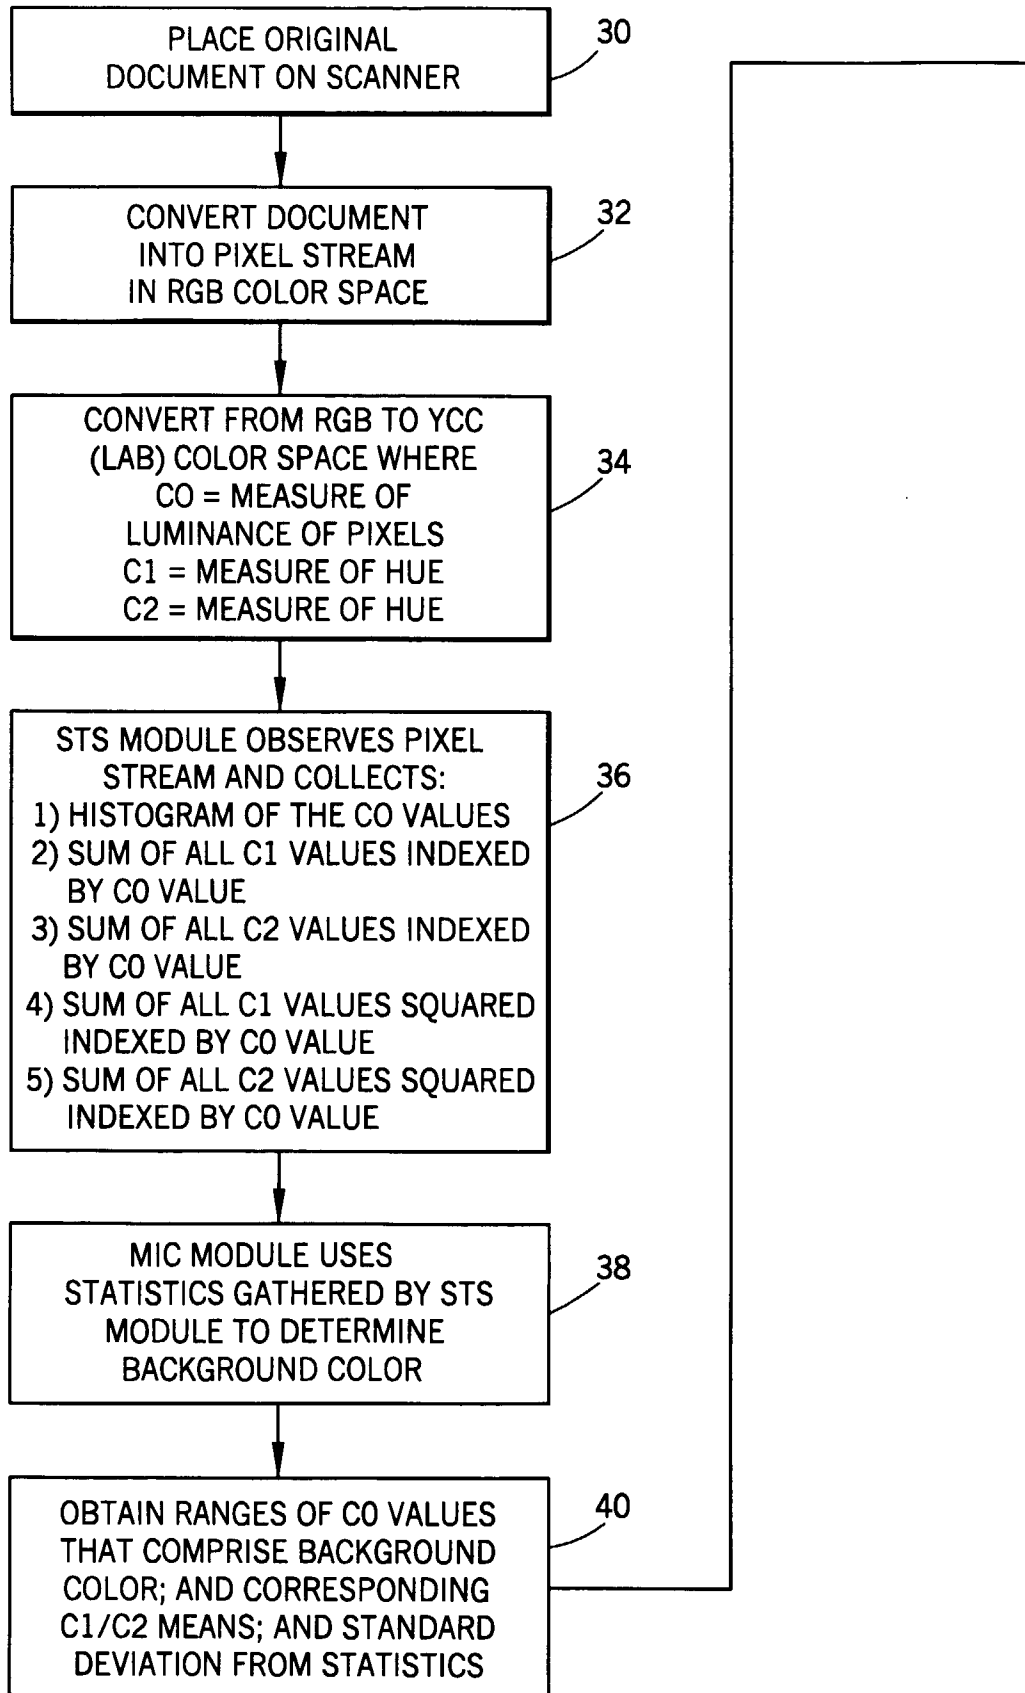 PLACE ORIGINAL
DOCUMENT ON SCANNER
30
CONVERT DOCUMENT
INTO PIXEL STREAM
IN RGB COLOR SPACE
32
CONVERT FROM RGB TO YCC
(LAB) COLOR SPACE WHERE
CO = MEASURE OF
LUMINANCE OF PIXELS
C1 = MEASURE OF HUE
C2 = MEASURE OF HUE
34
STS MODULE OBSERVES PIXEL
STREAM AND COLLECTS:
1) HISTOGRAM OF THE CO VALUES
2) SUM OF ALL C1 VALUES INDEXED
BY CO VALUE
3) SUM OF ALL C2 VALUES INDEXED
BY CO VALUE
4) SUM OF ALL C1 VALUES SQUARED
INDEXED BY CO VALUE
5) SUM OF ALL C2 VALUES SQUARED
INDEXED BY CO VALUE
36
MIC MODULE USES
STATISTICS GATHERED BY STS
MODULE TO DETERMINE
BACKGROUND COLOR
38
OBTAIN RANGES OF CO VALUES
THAT COMPRISE BACKGROUND
COLOR; AND CORRESPONDING
C1/C2 MEANS; AND STANDARD
DEVIATION FROM STATISTICS
40